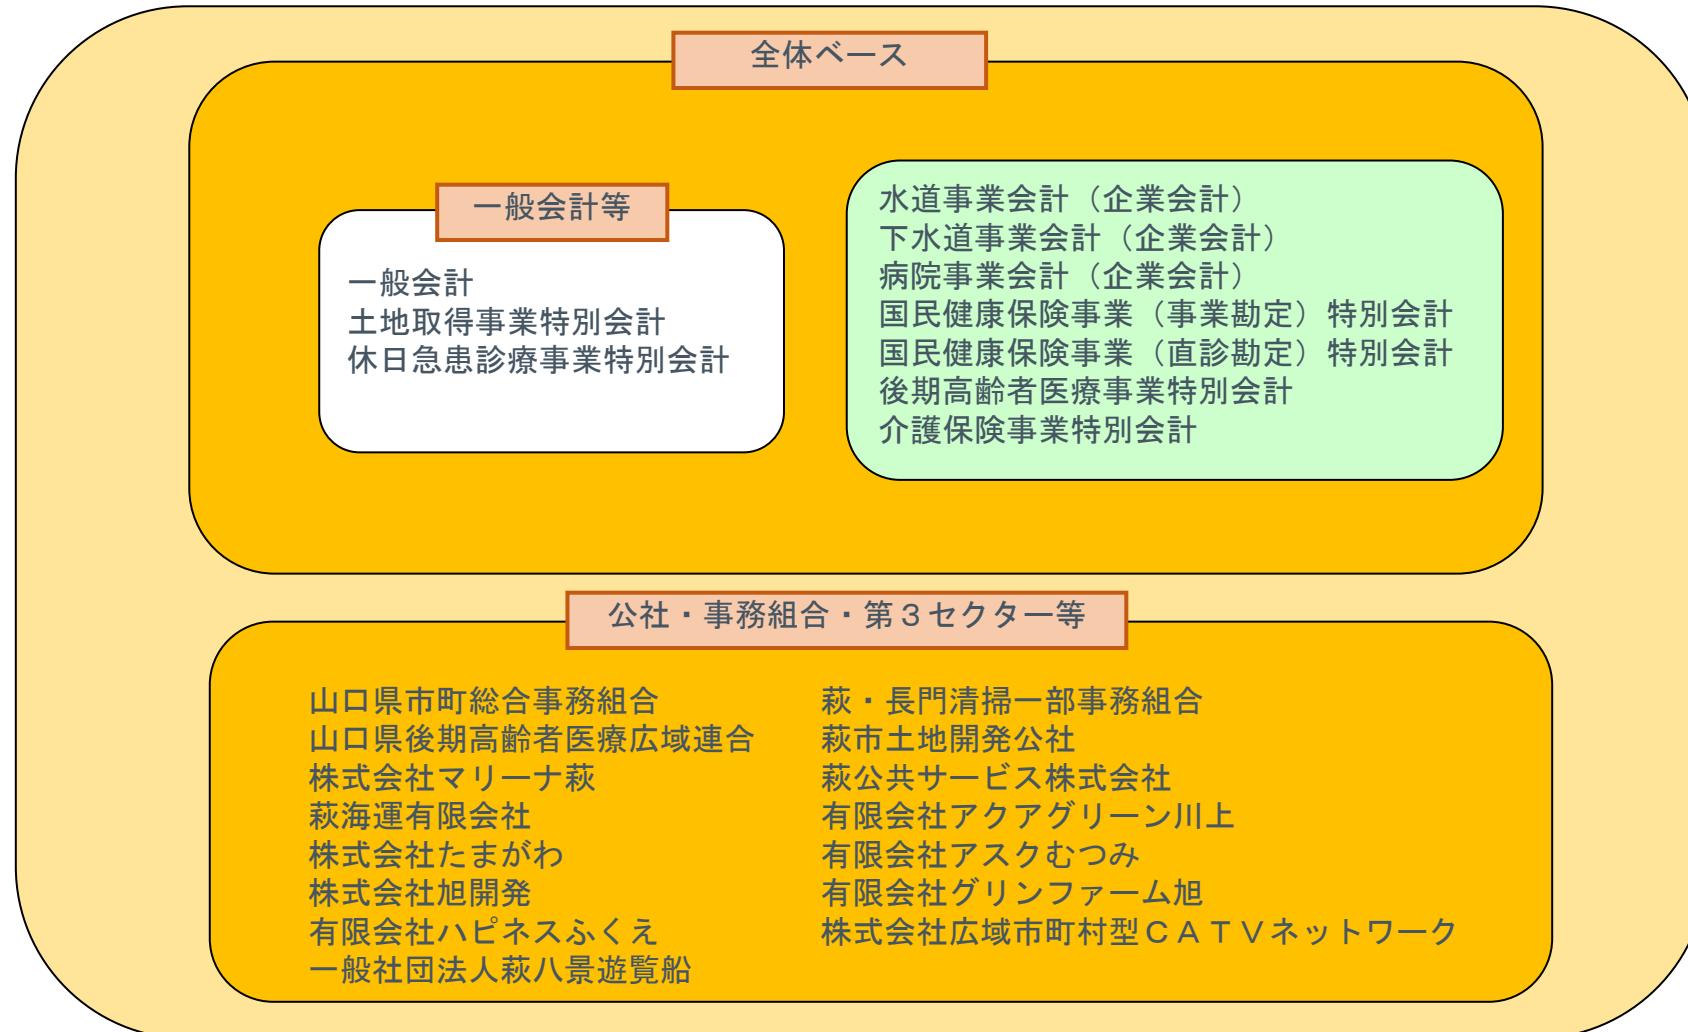 全体ベース
一般会計等
一般会計
土地取得事業特別会計
休日急患診療事業特別会計
水道事業会計（企業会計）
下水道事業会計（企業会計）
病院事業会計（企業会計）
国民健康保険事業（事業勘定）特別会計
国民健康保険事業（直診勘定）特別会計
後期高齢者医療事業特別会計
介護保険事業特別会計
公社・事務組合・第３セクター等
山口県市町総合事務組合
山口県後期高齢者医療広域連合
株式会社マリーナ萩
萩海運有限会社
株式会社たまがわ
株式会社旭開発
有限会社ハピネスふくえ
一般社団法人萩八景遊覧船
萩・長門清掃一部事務組合
萩市土地開発公社
萩公共サービス株式会社
有限会社アクアグリーン川上
有限会社アスクむつみ
有限会社グリンファーム旭
株式会社広域市町村型ＣＡＴＶネットワーク